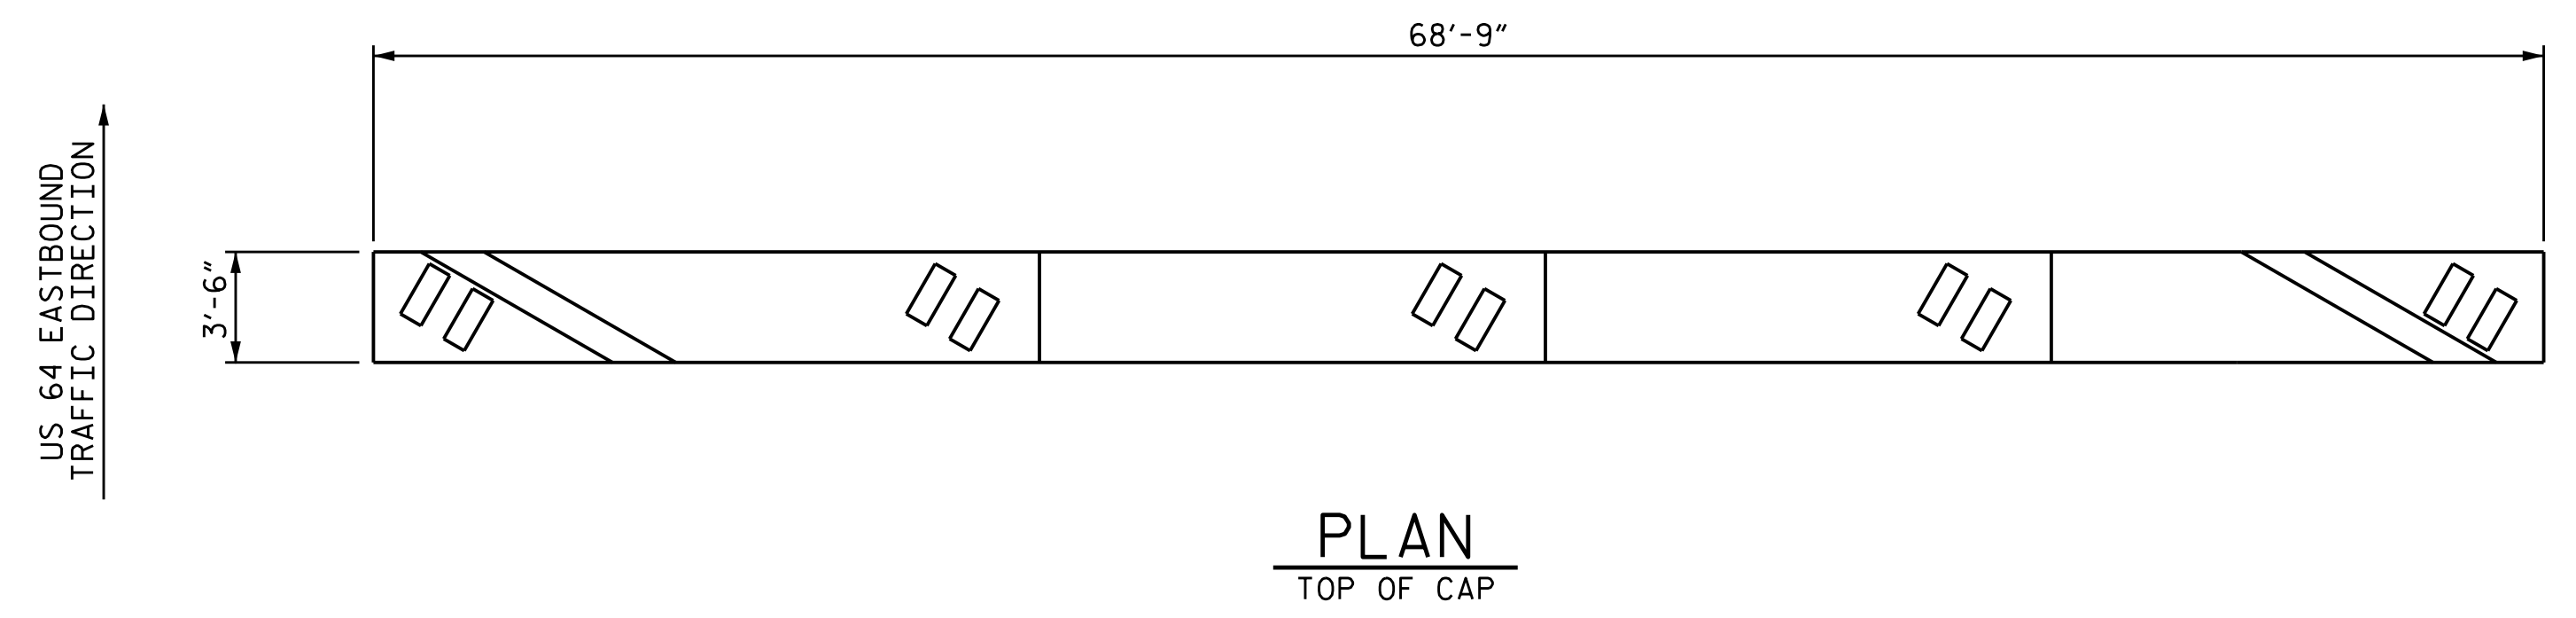 68'-9"
US 64 EASTBOUND
TRAFFIC DIRECTION
3'-6"
PLAN
TOP OF CAP